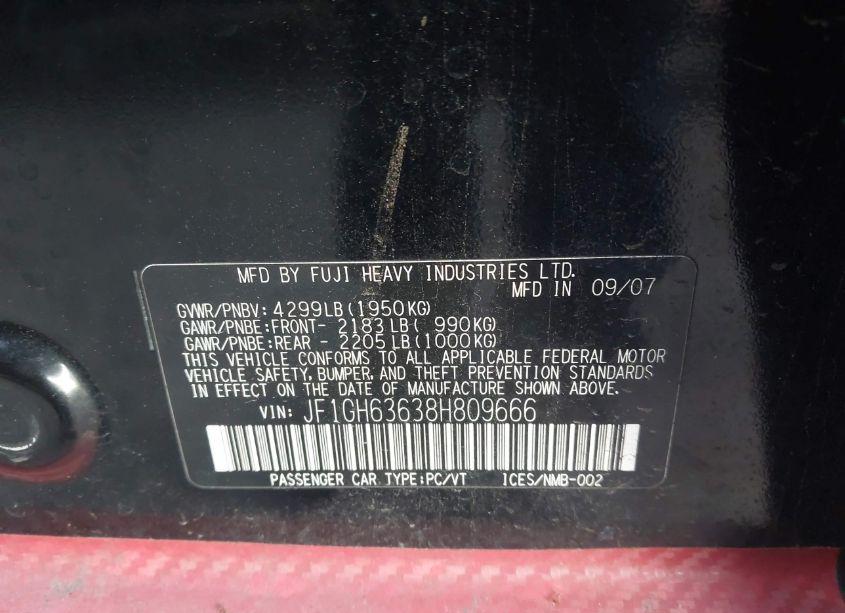 MFD BY FUJI HEAVY INDUSTRIES LTD.
MFD IN 09/07
GVWR/PNBV: 4299LB(1950KG)
GAWR/PNBE:FRONT- 2183LB( 990KG)
GAWR/PNBE:REAR - 2205LB(1000KG)
THIS VEHICLE CONFORMS TO ALL APPLICABLE FEDERAL MOTOR
VEHICLE SAFETY, BUMPER, AND THEFT PREVENTION STANDARDS
IN EFFECT ON THE DATE OF MANUFACTURE SHOWN ABOVE.
VIN: JF1GH63638H809666
PASSENGER CAR TYPE:PC/VT ICES/NMB-002